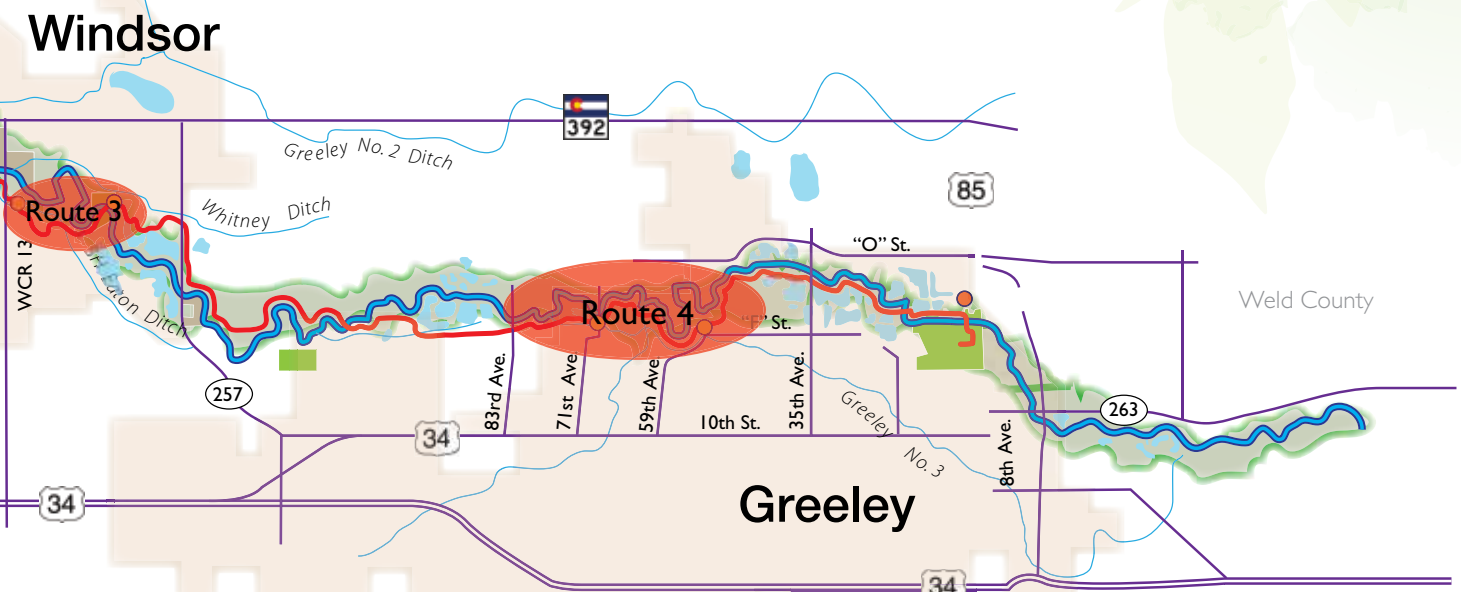 Windsor
392
Greeley No. 2 Ditch
85
Whitney Ditch
Route 3
"O" St.
WCR 13
Weld County
Route 4
"F" St.
Ditch
257
83rd Ave.
71st Ave.
59th Ave.
35th Ave.
10th St.
Greeley No. 3
263
34
8th Ave.
34
Greeley
34